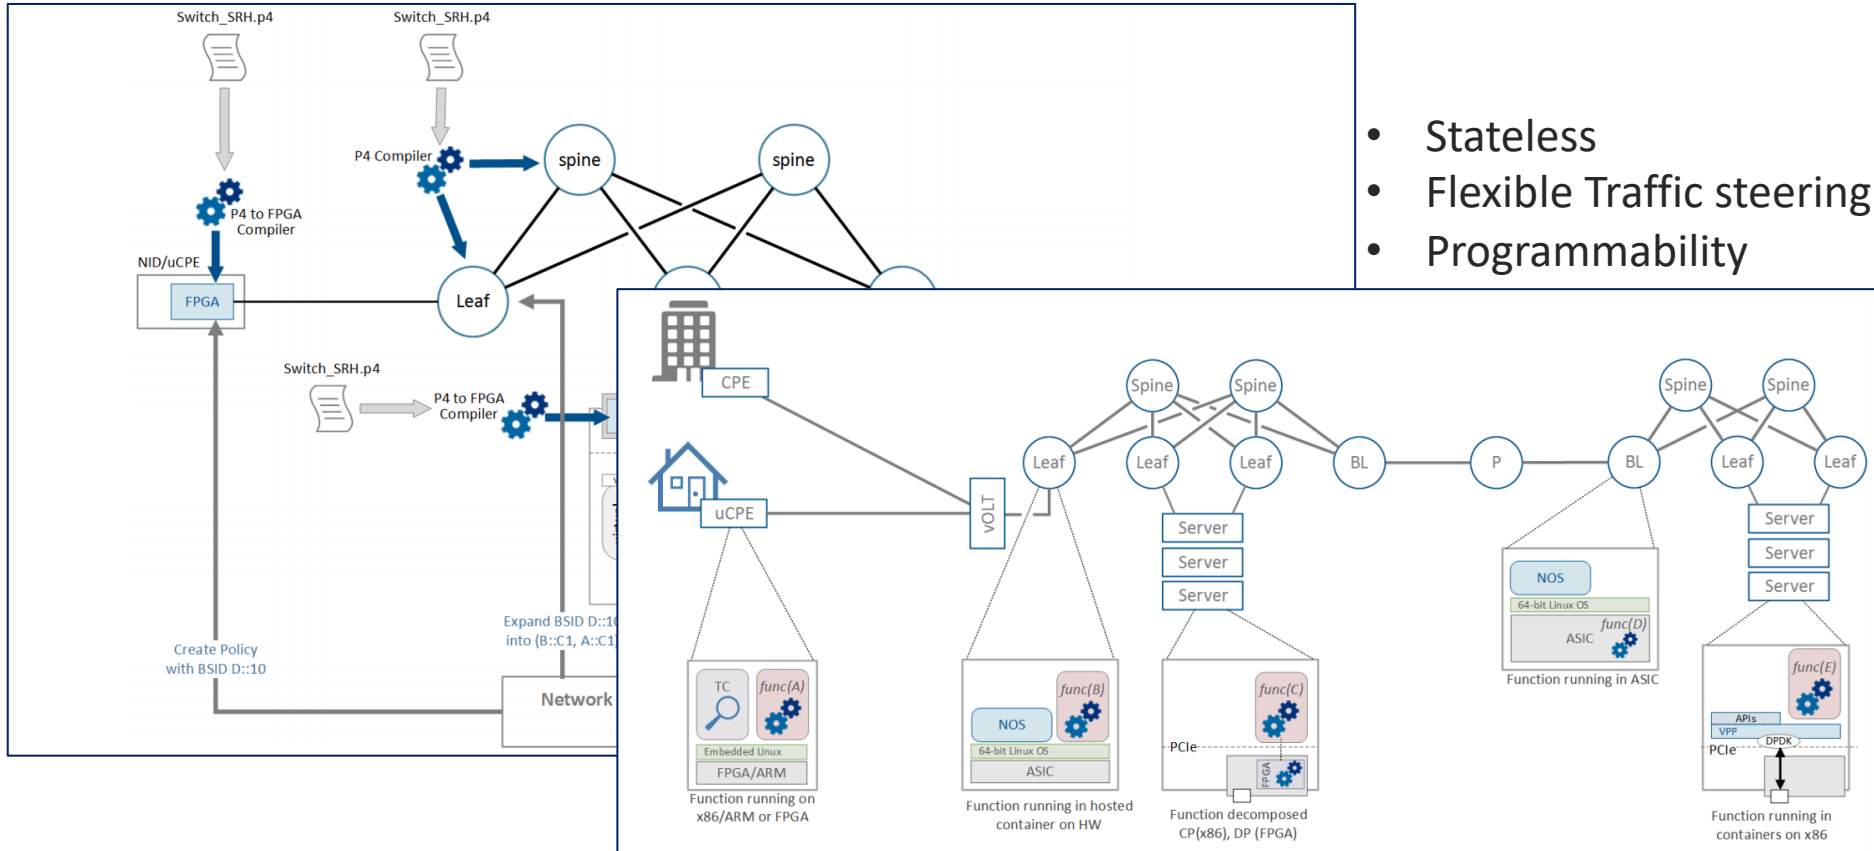 Switch_SRH.p4
Switch_SRH.p4
P4 Compiler
spine
spine
P4 to FPGA
Compiler
NID/uCPE
FPGA
Leaf
Switch_SRH.p4
P4 to FPGA
Compiler
Expand BSID D::10
into (B::C1, A::C1)
Create Policy
with BSID D::10
Network
• Stateless
• Flexible Traffic steering
• Programmability
CPE
uCPE
vOLT
Spine
Spine
Leaf
Leaf
Leaf
BL
P
Spine
Spine
BL
Leaf
Leaf
Server
Server
Server
Server
Server
Server
TC
func(A)
Embedded Linux
FPGA/ARM
Function running on
x86/ARM or FPGA
func(B)
NOS
64-bit Linux OS
ASIC
Function running in hosted
container on HW
func(C)
PCIe
FPGA
Function decomposed
CP(x86), DP (FPGA)
NOS
64-bit Linux OS
func(D)
ASIC
Function running in ASIC
func(E)
APIs
VPP
DPDK
PCIe
Function running in
containers on x86